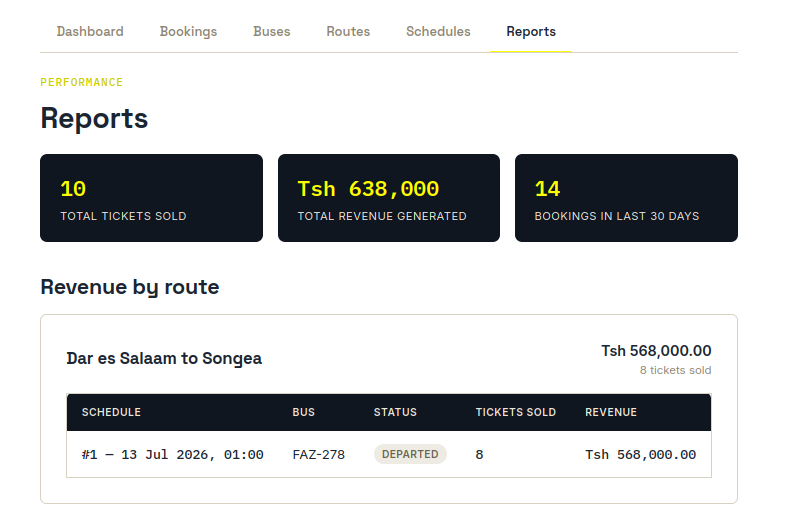 Dashboard Bookings Buses Routes Schedules Reports
PERFORMANCE
Reports
10 Tsh 638,000 14
TOTAL TICKETS SOLD TOTAL REVENUE GENERATED BOOKINGS IN LAST 30 DAYS
Revenue by route
Dar es Salaam to Songea Tsh 568,000.00
8 tickets sold
SCHEDULE BUS STATUS TICKETS SOLD REVENUE
#1 — 13 Jul 2026, 01:00 FAZ-278 DEPARTED 8 Tsh 568,000.00